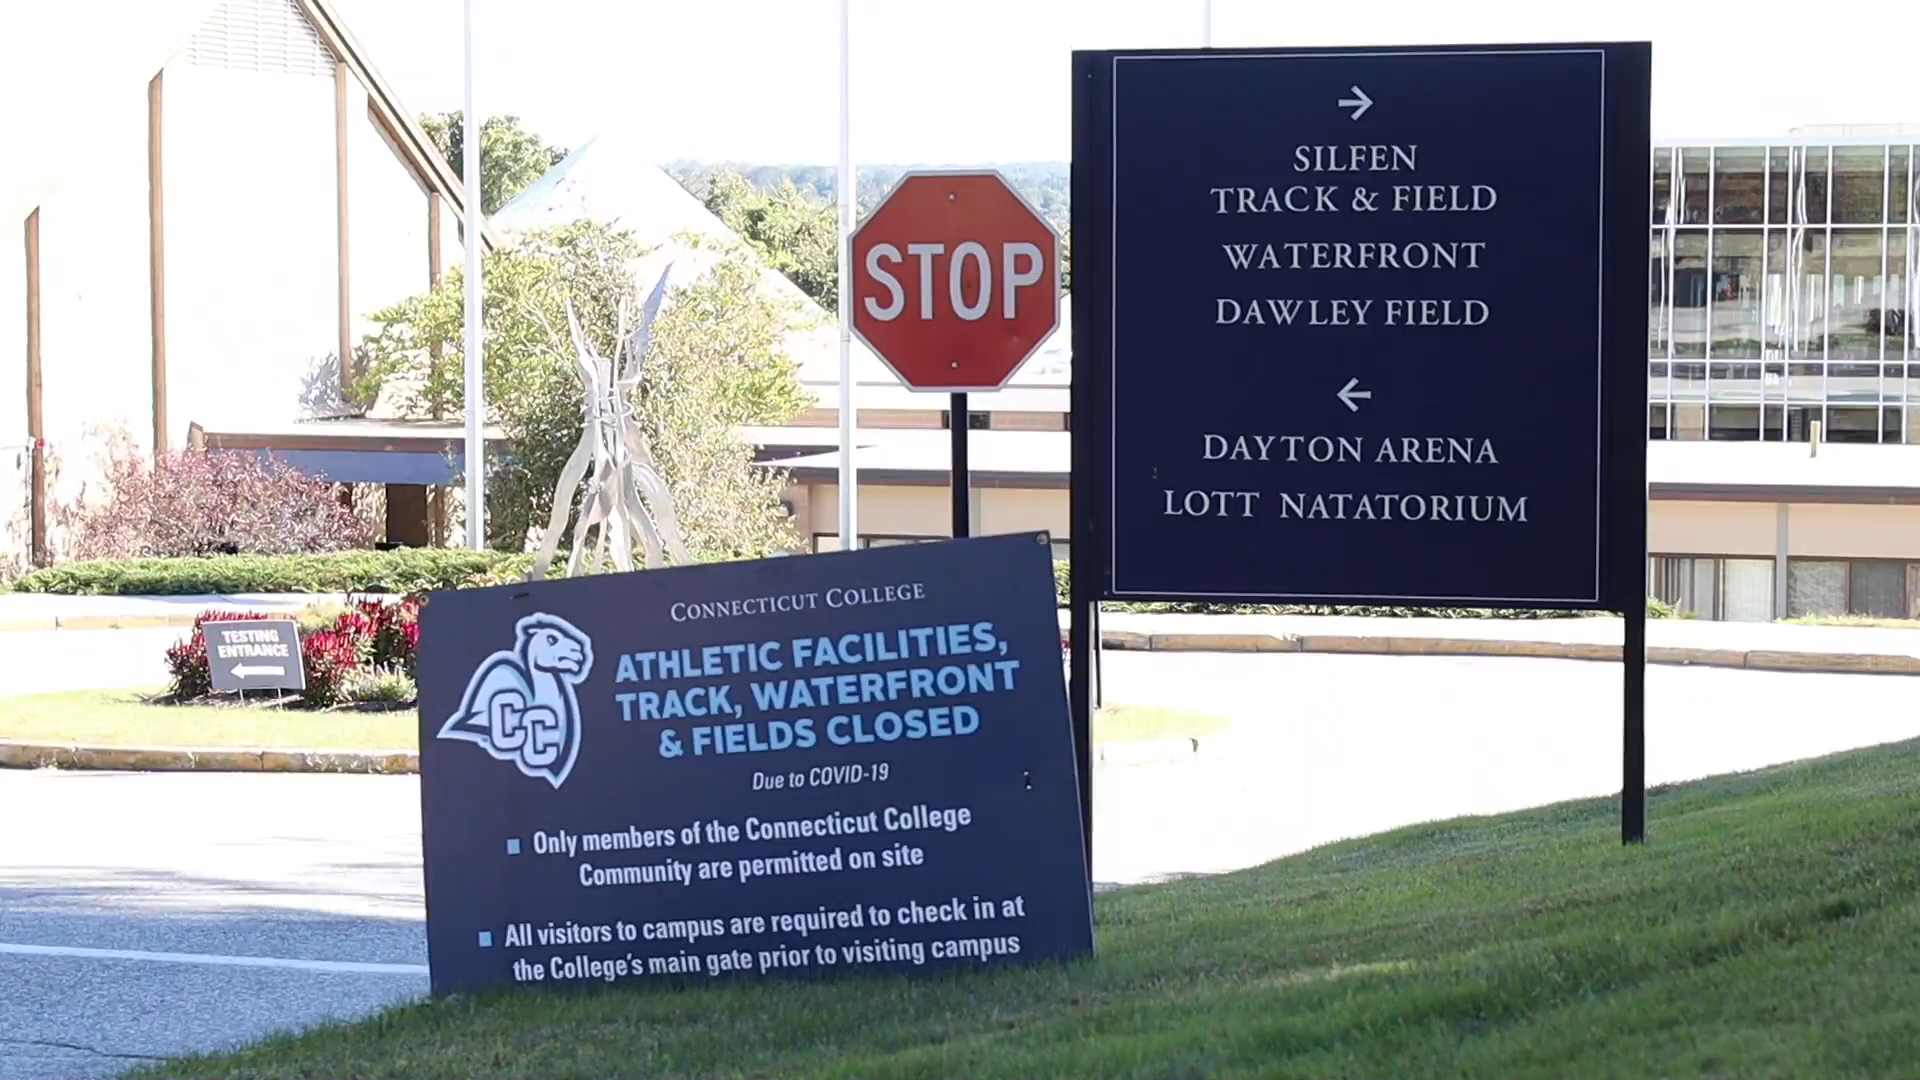 →
SILFEN
TRACK & FIELD
WATERFRONT
DAWLEY FIELD
←
DAYTON ARENA
LOTT NATATORIUM
STOP
TESTING
ENTRANCE
←
CONNECTICUT COLLEGE
CC
ATHLETIC FACILITIES,
TRACK, WATERFRONT
& FIELDS CLOSED
Due to COVID-19
▪ Only members of the Connecticut College
Community are permitted on site
▪ All visitors to campus are required to check in at
the College's main gate prior to visiting campus